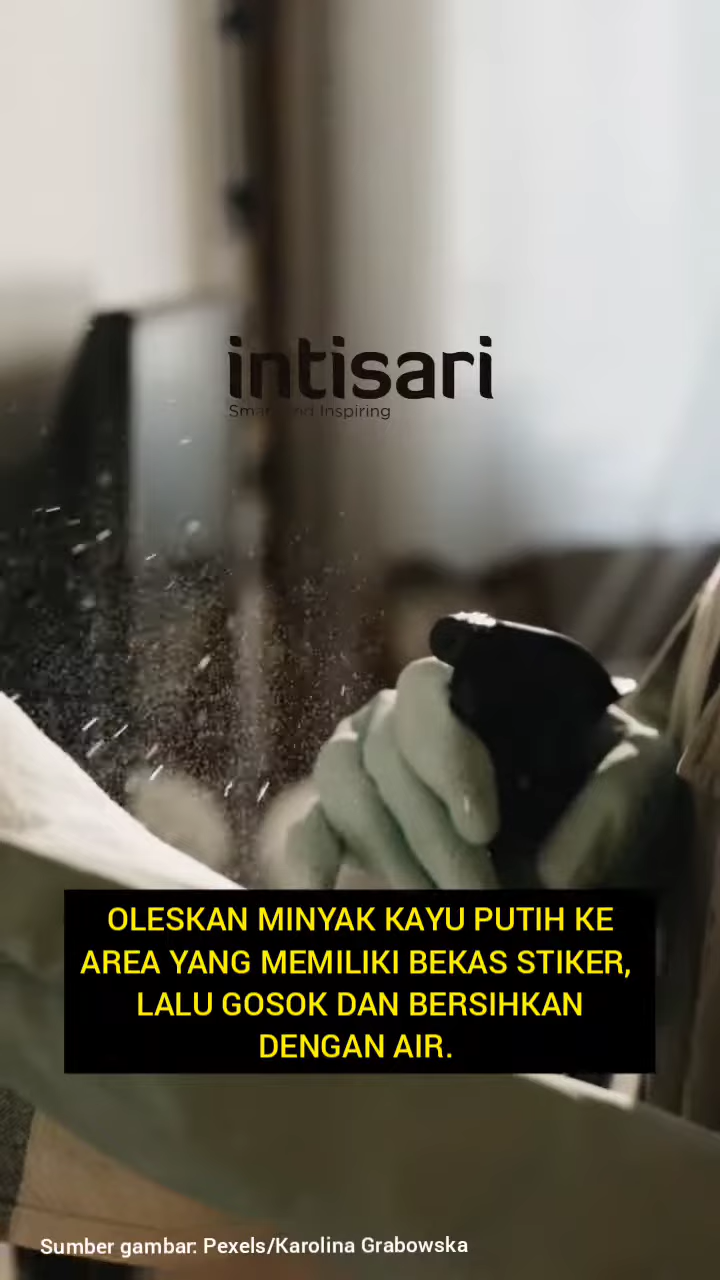 intisari
Smart and Inspiring
OLESKAN MINYAK KAYU PUTIH KE
AREA YANG MEMILIKI BEKAS STIKER,
LALU GOSOK DAN BERSIHKAN
DENGAN AIR.
Sumber gambar: Pexels/Karolina Grabowska